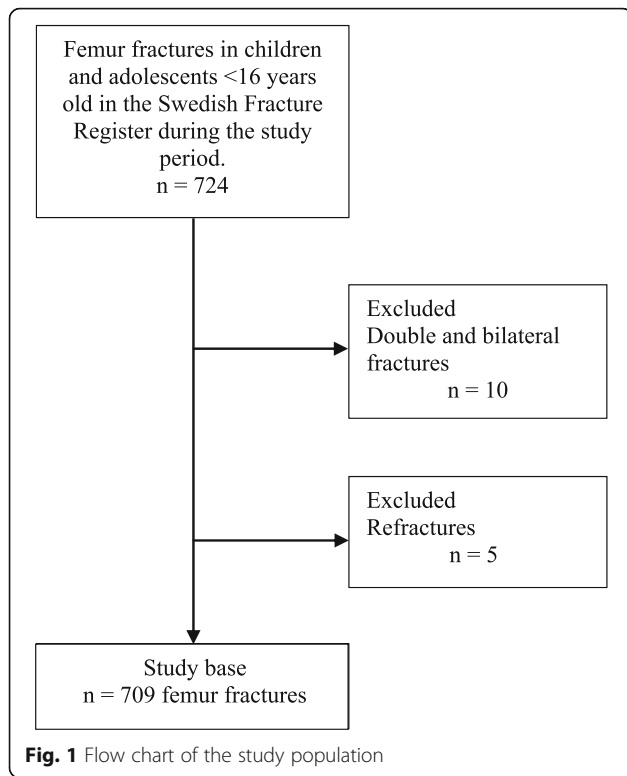 Femur fractures in children
and adolescents <16 years
old in the Swedish Fracture
Register during the study
period.
n = 724
Excluded
Double and bilateral
fractures
n = 10
Excluded
Refractures
n = 5
Study base
n = 709 femur fractures
Fig. 1 Flow chart of the study population